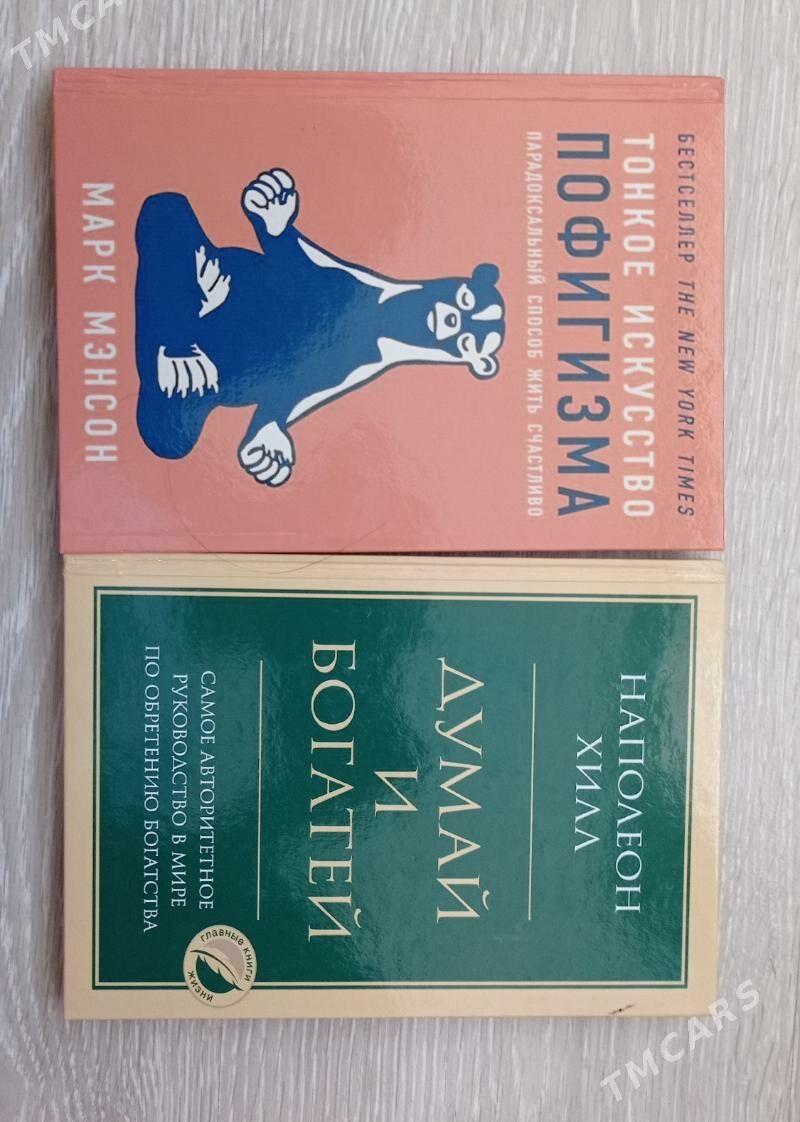 БЕСТСЕЛЛЕР THE NEW YORK TIMES
ТОНКОЕ ИСКУССТВО
ПОФИГИЗМА
ПАРАДОКСАЛЬНЫЙ СПОСОБ ЖИТЬ СЧАСТЛИВО
МАРК МЭНСОН
НАПОЛЕОН
ХИЛЛ
ДУМАЙ
И
БОГАТЕЙ
САМОЕ АВТОРИТЕТНОЕ
РУКОВОДСТВО В МИРЕ
ПО ОБРЕТЕНИЮ БОГАТСТВА
ГЛАВНЫЕ КНИГИ
ЖИЗНИ
TMCARS
TMCARS